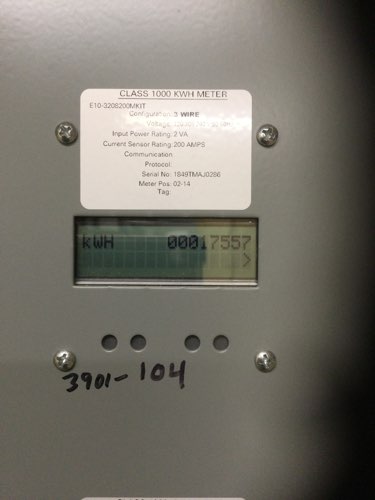 CLASS 1000 KWH METER
E10-3208200MKIT
Configuration: 3 WIRE
Voltage:
Input Power Rating: 2 VA
Current Sensor Rating: 200 AMPS
Communication:
Protocol:
Serial No: 1849TMAJ0286
Meter Pos: 02-14
Tag:
kWH 00017557
>
3901-104